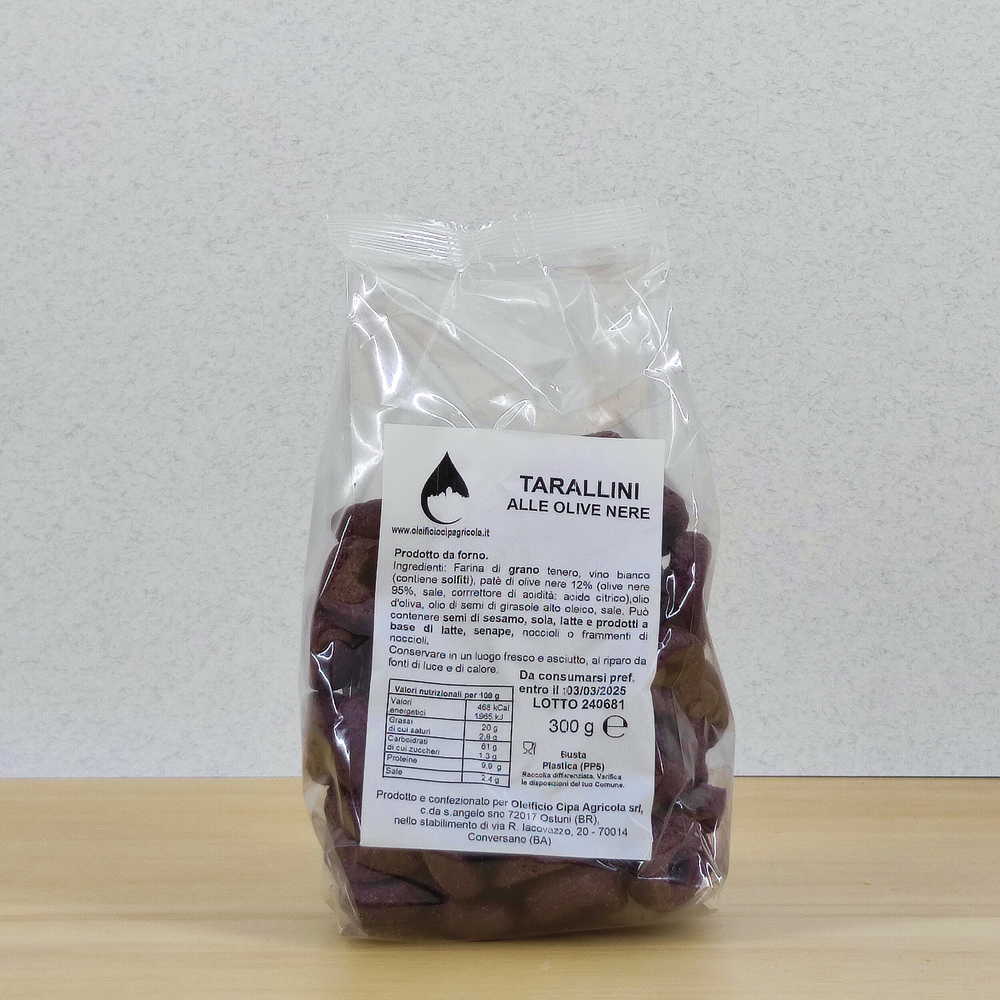 TARALLINI
ALLE OLIVE NERE
www.oleificiocipagricola.it
Prodotto da forno.
Ingredienti: Farina di grano tenero, vino bianco
(contiene solfiti), patè di olive nere 12% (olive nere
95%, sale, corrrettore di acidità: acido citrico),olio
d'oliva, olio di semi di girasole alto oleico, sale. Può
contenere semi di sesamo, soia, latte e prodotti a
base di latte, senape, noccioli o frammenti di
noccioli.
Conservare in un luogo fresco e asciutto, al riparo da
fonti di luce e di calore.
Da consumarsi pref.
entro il :03/03/2025
LOTTO 240681
300 g ℮
Valori nutrizionali per 100 g
Valori energetici 468 kCal
1965 kJ
Grassi 20 g
di cui saturi 2,8 g
Carboidrati 61 g
di cui zuccheri 1,3 g
Proteine 9,9 g
Sale 2,4 g
Busta
Plastica (PP5)
Raccolta differenziata. Verifica
le disposizioni del tuo Comune.
Prodotto e confezionato per Oleificio Cipa Agricola srl,
c.da s.angelo snc 72017 Ostuni (BR),
nello stabilimento di via R. Iacovazzo, 20 - 70014
Conversano (BA)